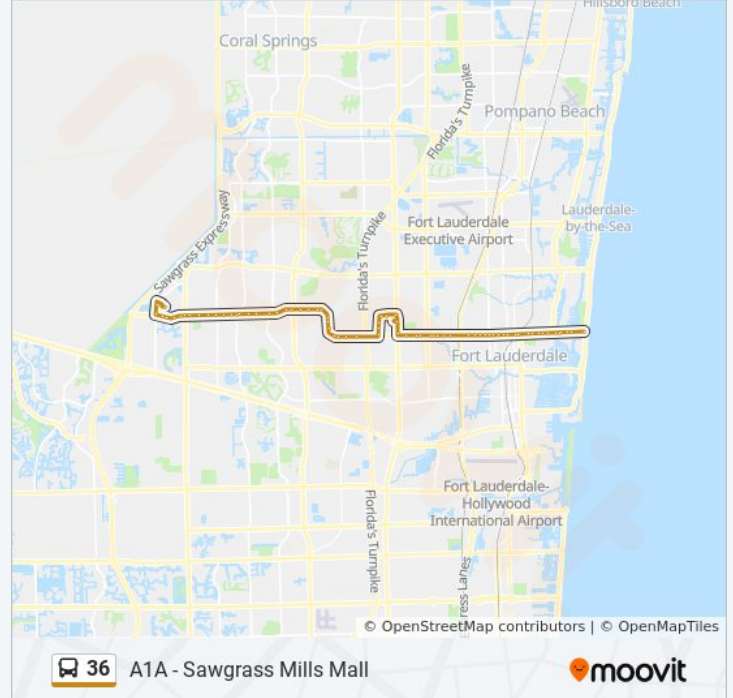 Hillsboro Beach
Coral Springs
Pompano Beach
Florida's Turnpike
Sawgrass Expressway
Lauderdale-
by-the-Sea
Fort Lauderdale
Executive Airport
Florida's Turnpike
Fort Lauderdale
Fort Lauderdale-
Hollywood
International Airport
Florida's Turnpike
Express Lanes
© OpenStreetMap contributors | © OpenMapTiles
36 A1A - Sawgrass Mills Mall
moovit